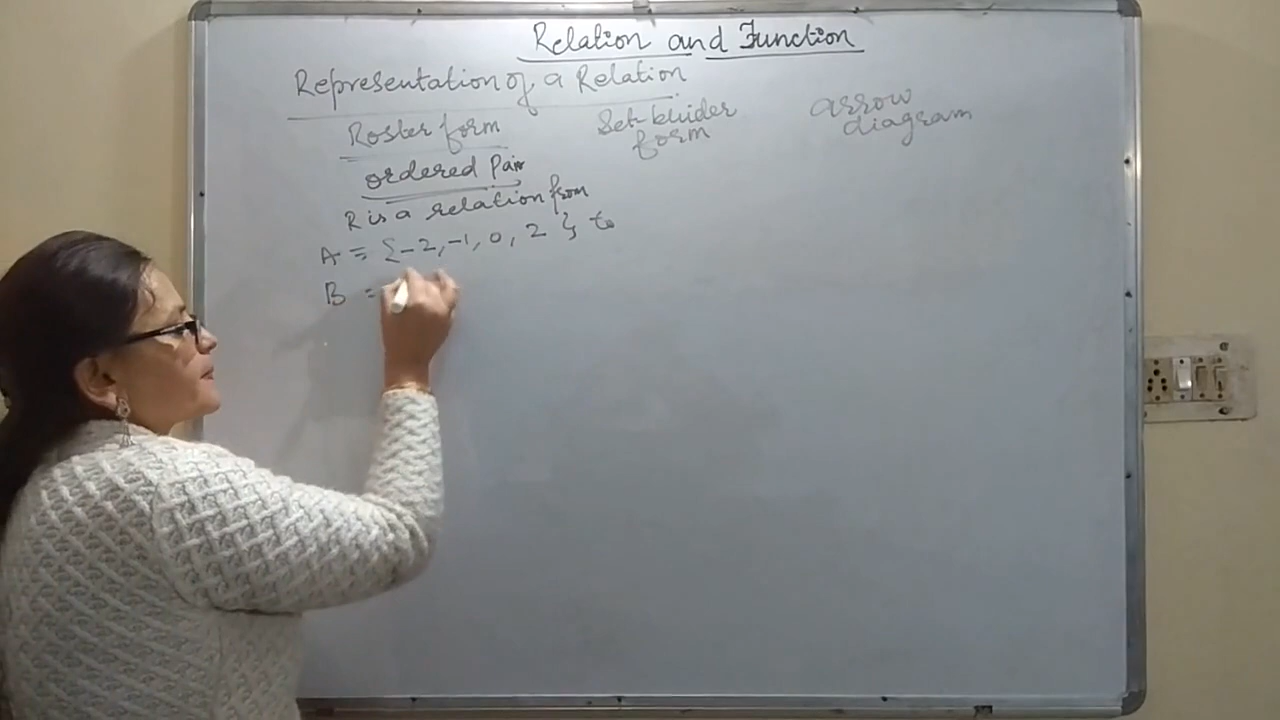 Relation and Function
Representation of a Relation
Roster form
Set-bluider form
arrow diagram
ordered Pair
R is a relation from
A = {-2, -1, 0, 2} to
B =